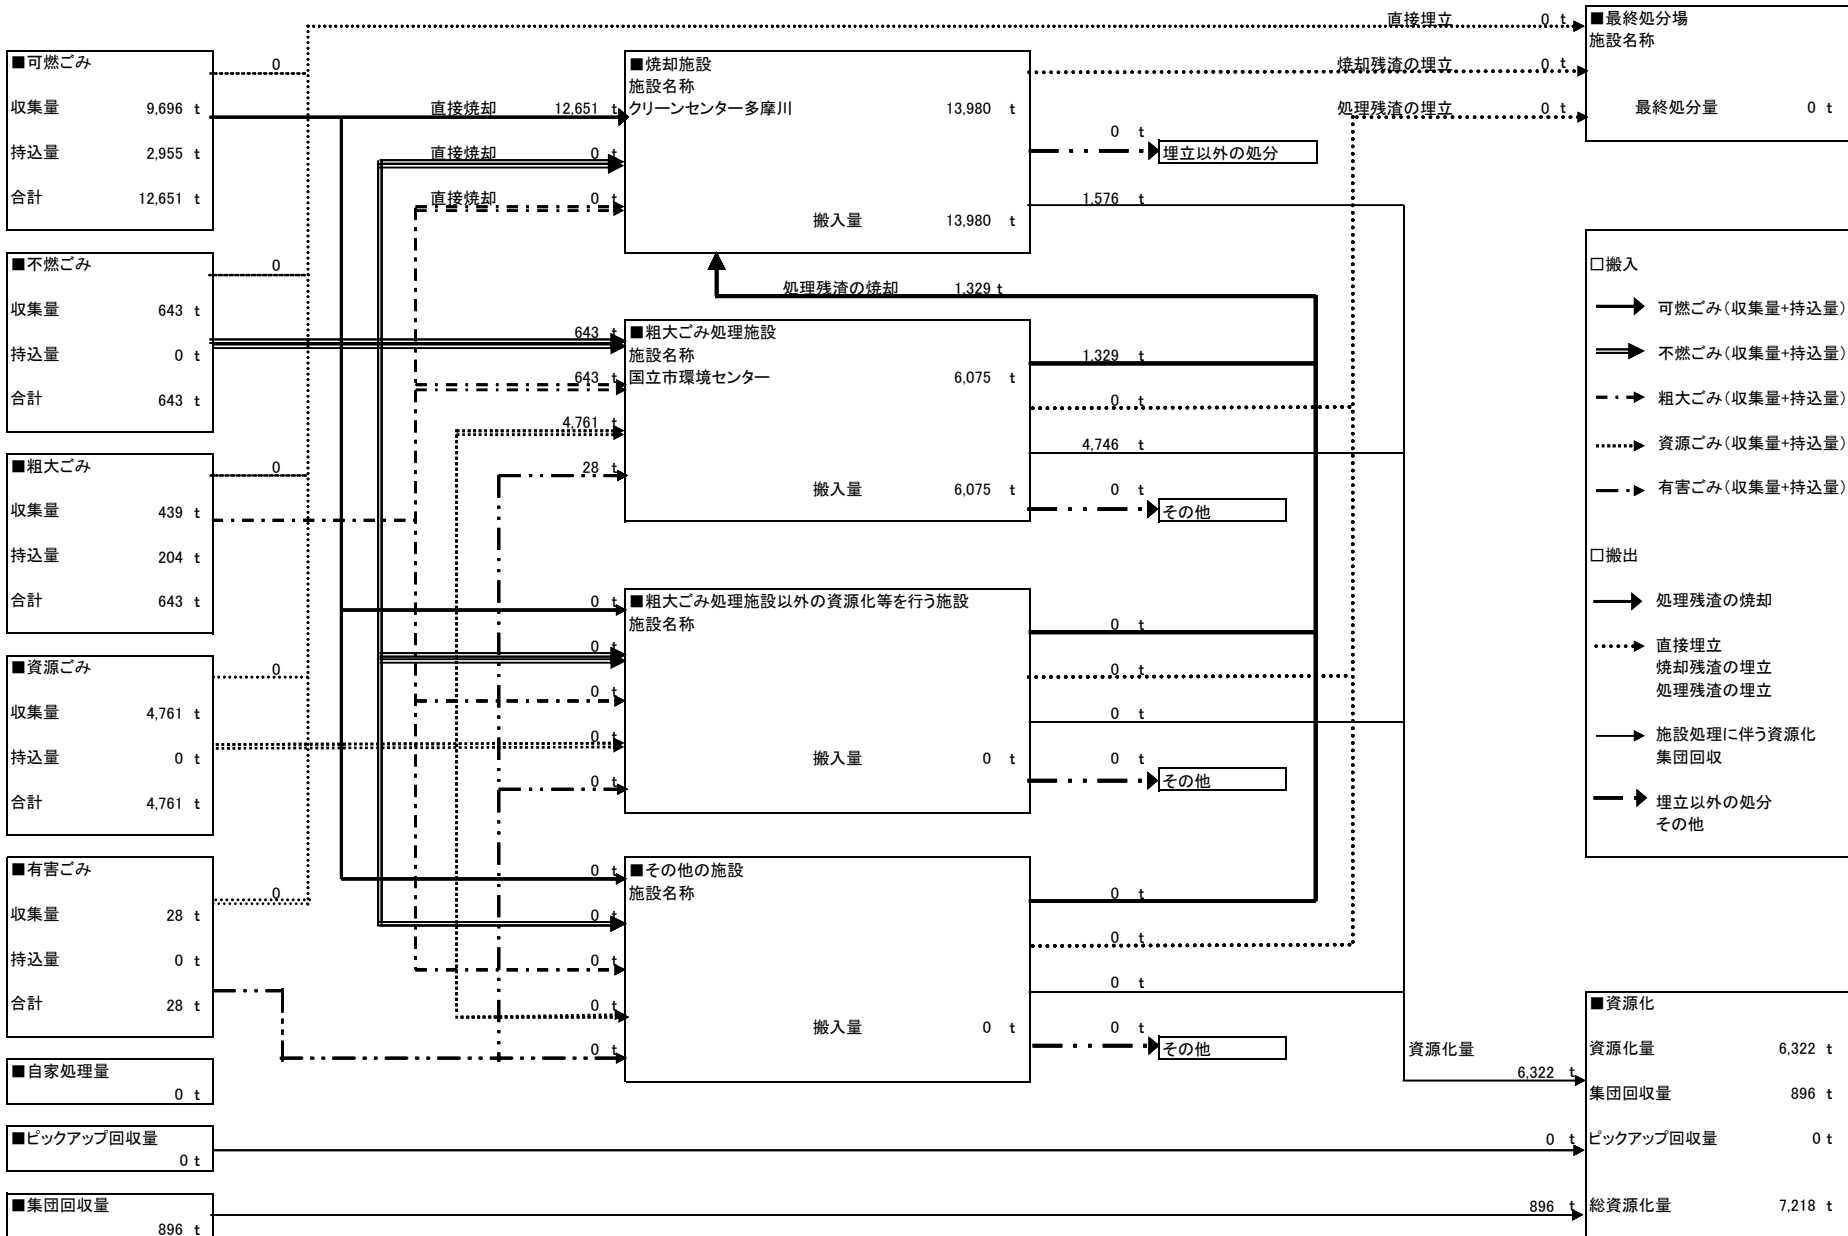 直接埋立 0 t
焼却残渣の埋立 0 t
処理残渣の埋立 0 t
■最終処分場
施設名称
最終処分量 0 t
■可燃ごみ 0
収集量 9,696 t
持込量 2,955 t
合計 12,651 t
■不燃ごみ 0
収集量 643 t
持込量 0 t
合計 643 t
■粗大ごみ 0
収集量 439 t
持込量 204 t
合計 643 t
■資源ごみ 0
収集量 4,761 t
持込量 0 t
合計 4,761 t
■有害ごみ 0
収集量 28 t
持込量 0 t
合計 28 t
■自家処理量
0 t
■ピックアップ回収量
0 t
■集団回収量
896 t
直接焼却 12,651 t
直接焼却 0 t
直接焼却 0 t
■焼却施設
施設名称
クリーンセンター多摩川 13,980 t
搬入量 13,980 t
0 t
埋立以外の処分
1,576 t
処理残渣の焼却 1,329 t
643 t
643 t
4,761 t
28 t
■粗大ごみ処理施設
施設名称
国立市環境センター 6,075 t
搬入量 6,075 t
1,329 t
0 t
4,746 t
0 t
その他
0 t
0 t
0 t
0 t
0 t
■粗大ごみ処理施設以外の資源化等を行う施設
施設名称
搬入量 0 t
0 t
0 t
0 t
0 t
その他
0 t
0 t
0 t
0 t
0 t
■その他の施設
施設名称
搬入量 0 t
0 t
0 t
0 t
0 t
その他
□搬入
可燃ごみ(収集量+持込量)
不燃ごみ(収集量+持込量)
粗大ごみ(収集量+持込量)
資源ごみ(収集量+持込量)
有害ごみ(収集量+持込量)
□搬出
処理残渣の焼却
直接埋立
焼却残渣の埋立
処理残渣の埋立
施設処理に伴う資源化
集団回収
埋立以外の処分
その他
資源化量
6,322 t
0 t
896 t
■資源化
資源化量 6,322 t
集団回収量 896 t
ピックアップ回収量 0 t
総資源化量 7,218 t